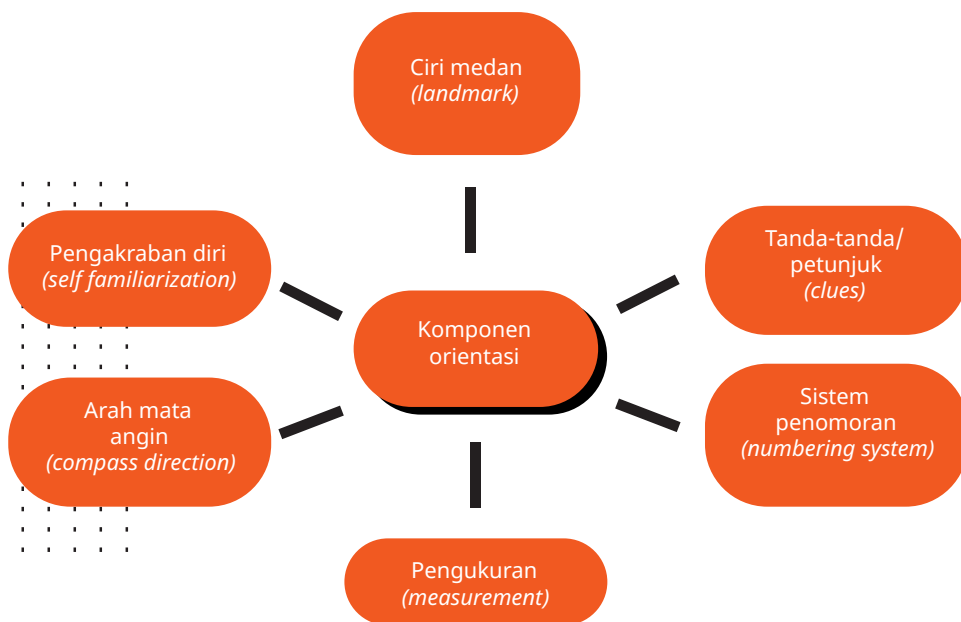 Ciri medan
(landmark)
Pengakraban diri
(self familiarization)
Tanda-tanda/
petunjuk
(clues)
Komponen
orientasi
Arah mata
angin
(compass direction)
Sistem
penomoran
(numbering system)
Pengukuran
(measurement)